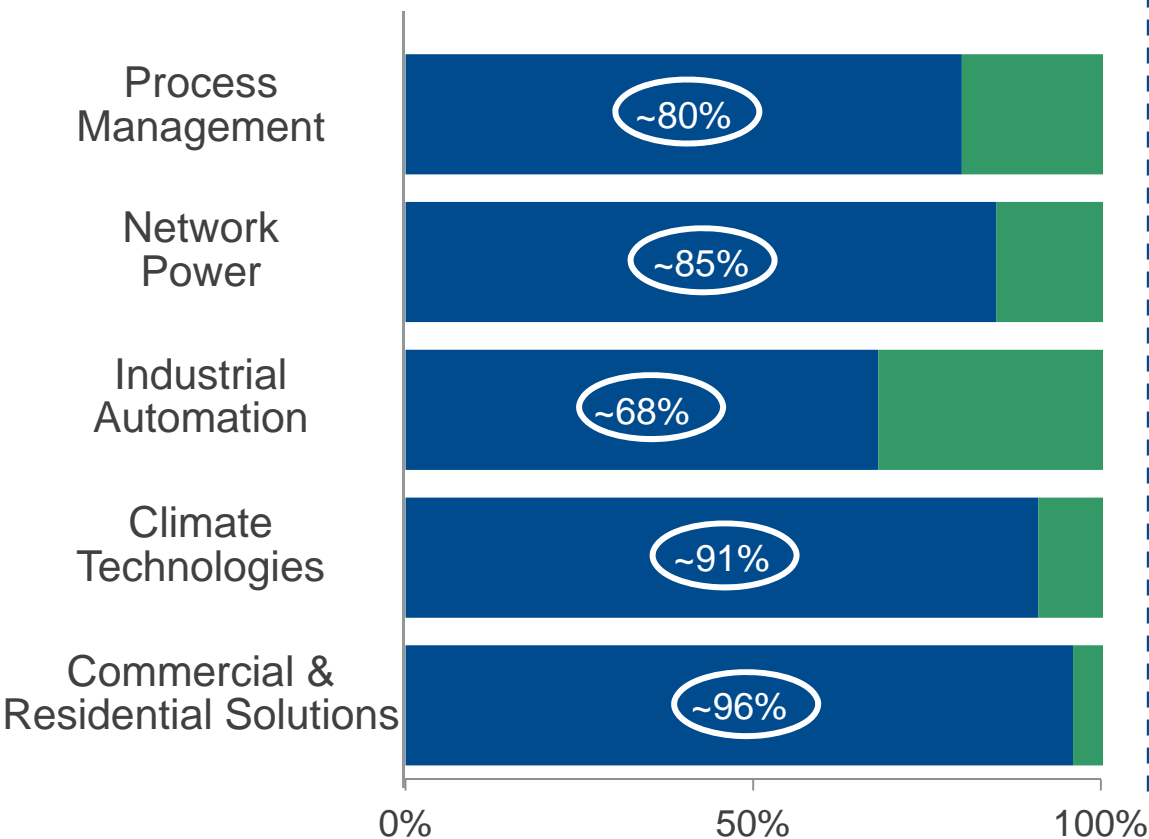 Process
Management
~80%
Network
Power
~85%
Industrial
Automation
~68%
Climate
Technologies
~91%
Commercial &
Residential Solutions
~96%
0% 50% 100%